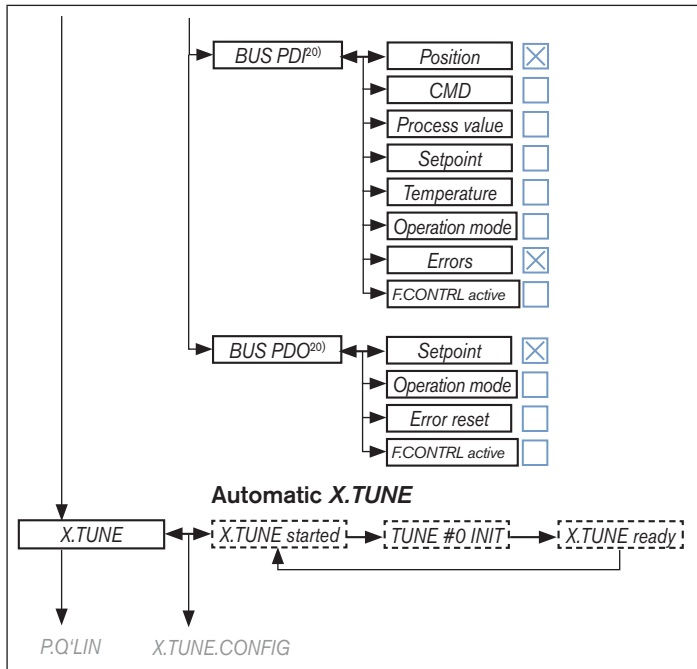 BUS PDI20) Position
CMD
Process value
Setpoint
Temperature
Operation mode
Errors
F.CONTRL active
BUS PDO20) Setpoint
Operation mode
Error reset
F.CONTRL active
Automatic X.TUNE
X.TUNE X.TUNE started TUNE #0 INIT X.TUNE ready
P.Q'LIN X.TUNE.CONFIG